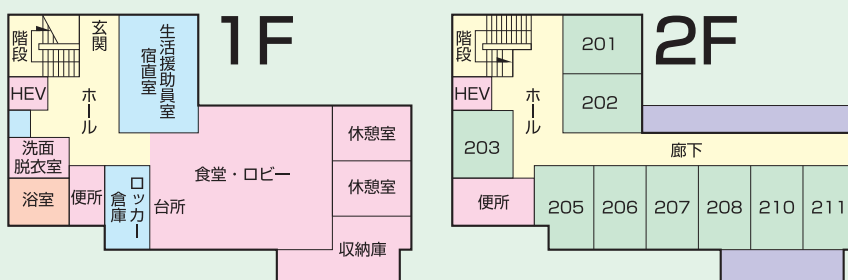 1F
階段
玄関
生活援助員室
宿直室
HEV
ホール
洗面
脱衣室
浴室
便所
ロッカー
倉庫
台所
食堂・ロビー
休憩室
休憩室
収納庫
2F
階段
201
202
HEV
ホール
203
廊下
便所
205
206
207
208
210
211